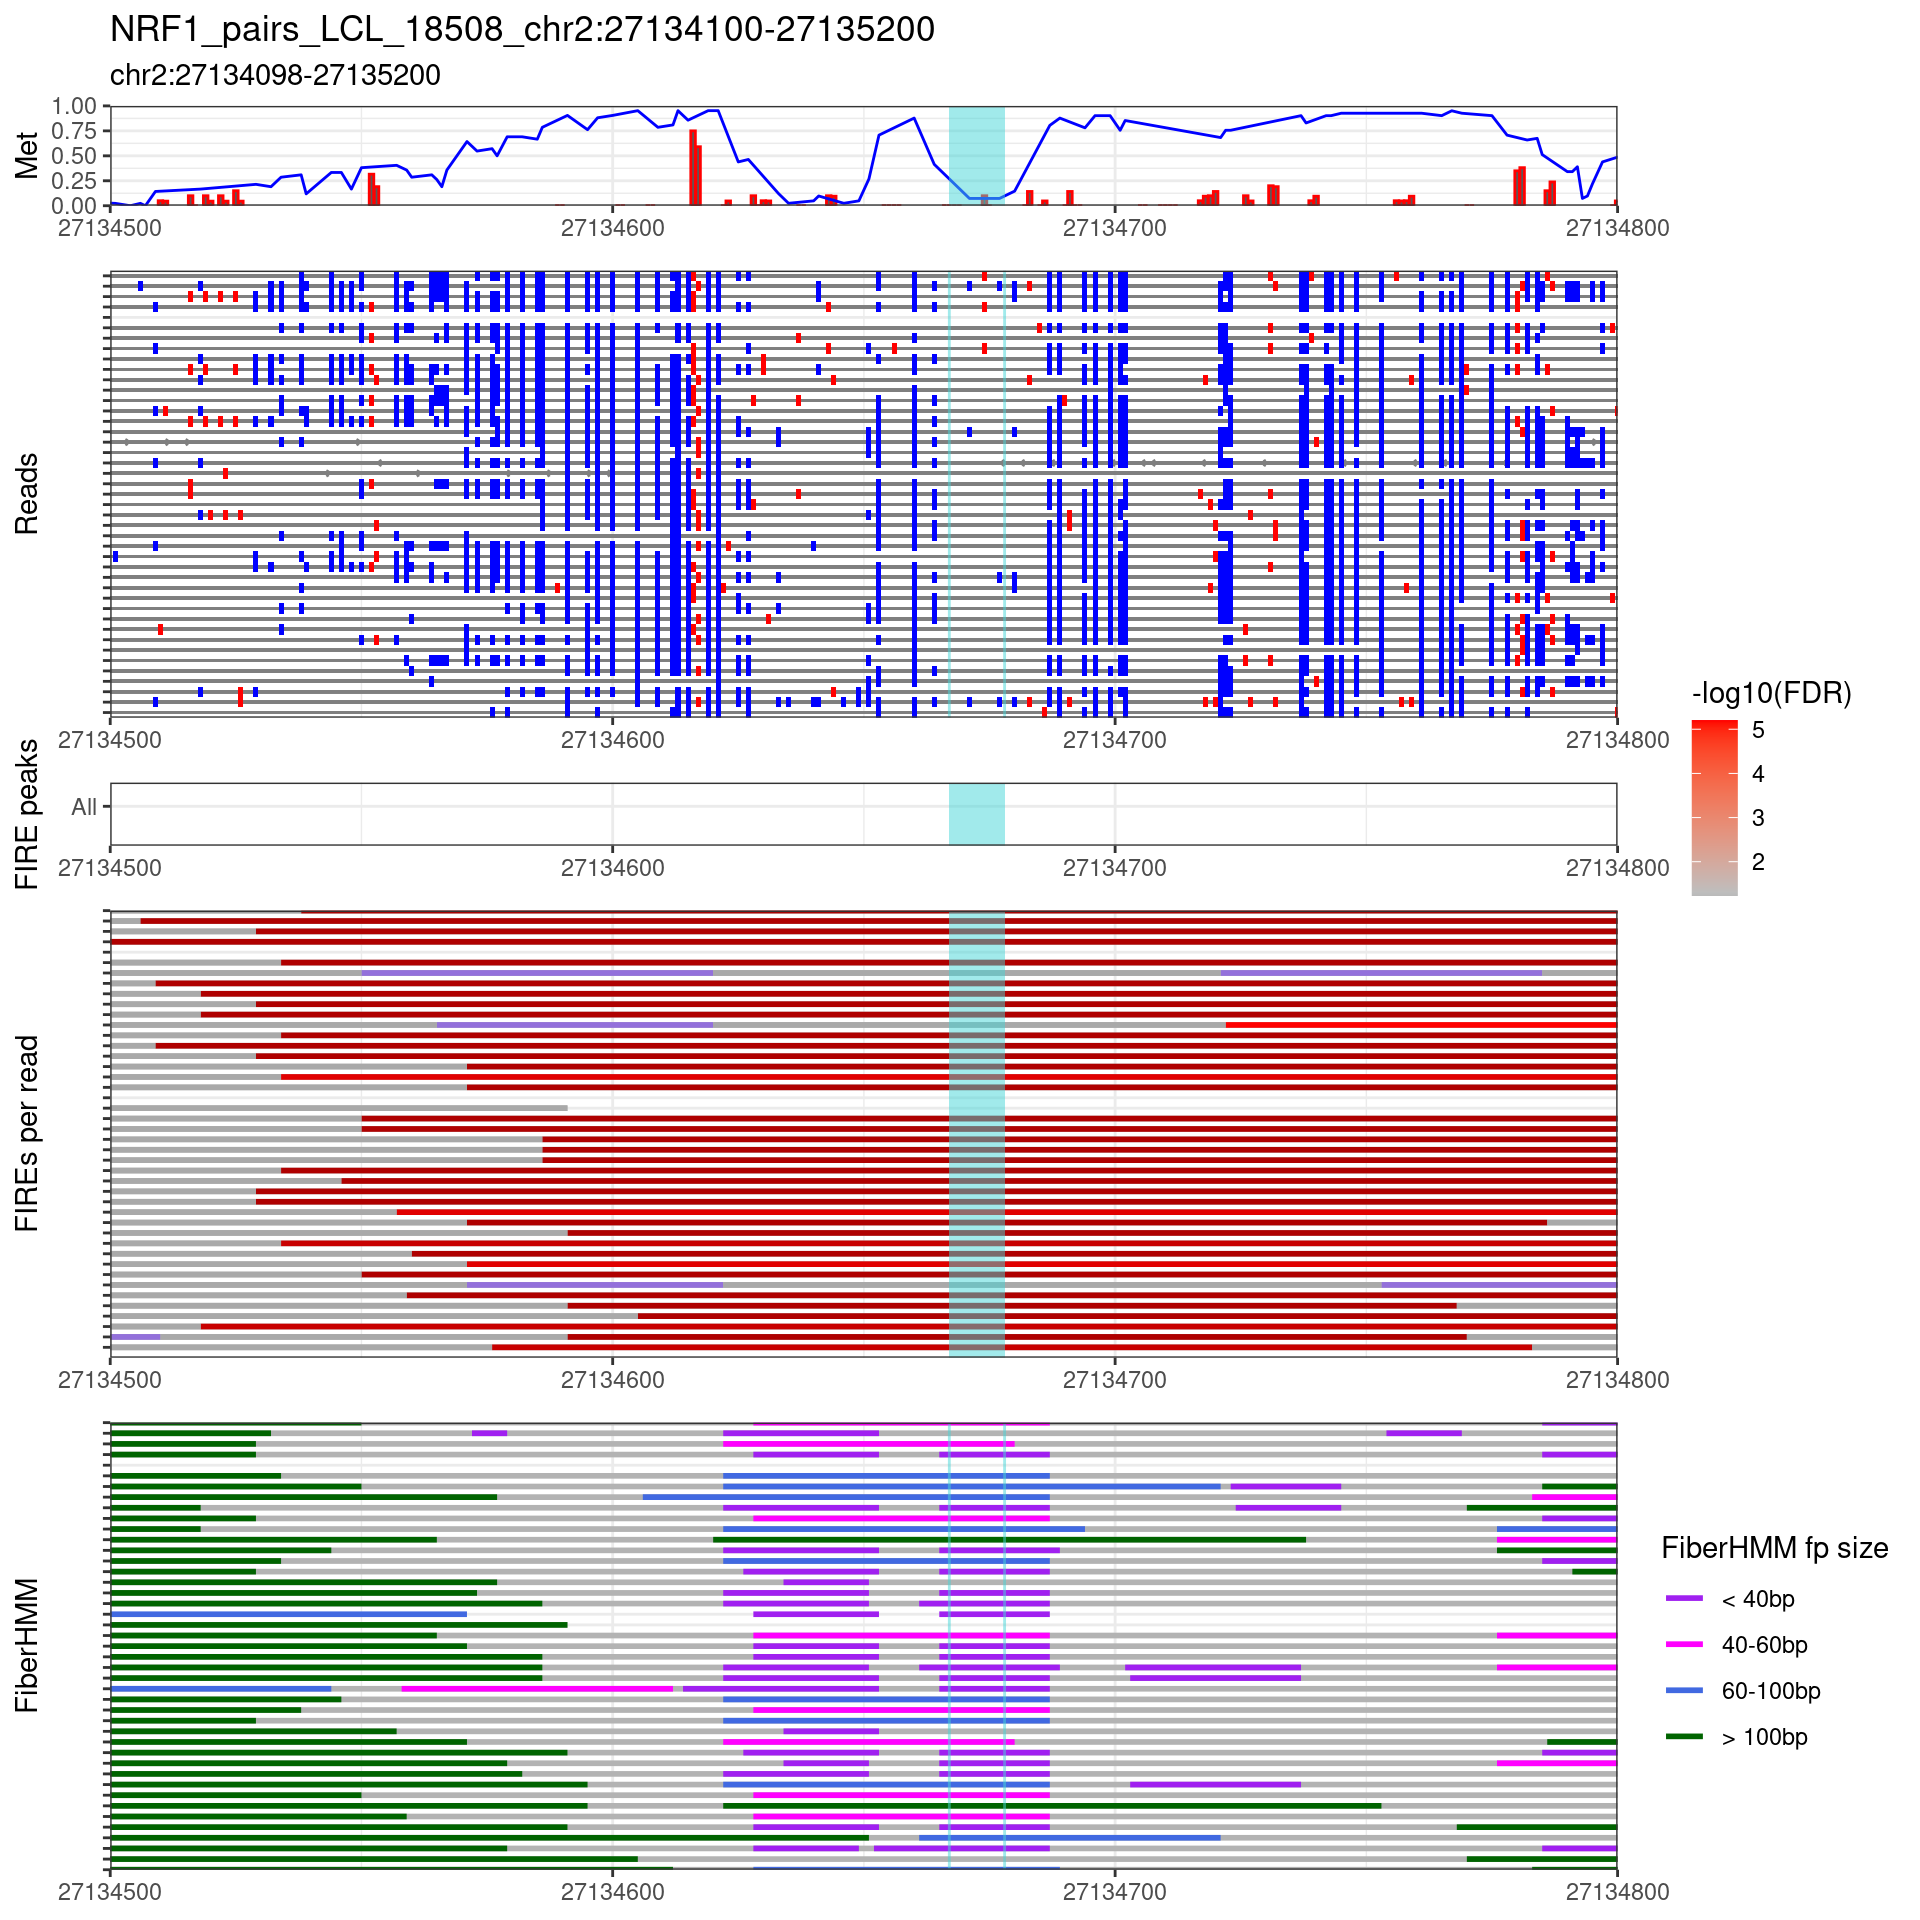 NRF1_pairs_LCL_18508_chr2:27134100-27135200
chr2:27134098-27135200
Met
1.00
0.75
0.50
0.25
0.00
27134500 27134600 27134700 27134800
Reads
27134500 27134600 27134700 27134800
FIRE peaks
All
27134500 27134600 27134700 27134800
-log10(FDR)
5
4
3
2
FIREs per read
27134500 27134600 27134700 27134800
FiberHMM
27134500 27134600 27134700 27134800
FiberHMM fp size
< 40bp
40-60bp
60-100bp
> 100bp